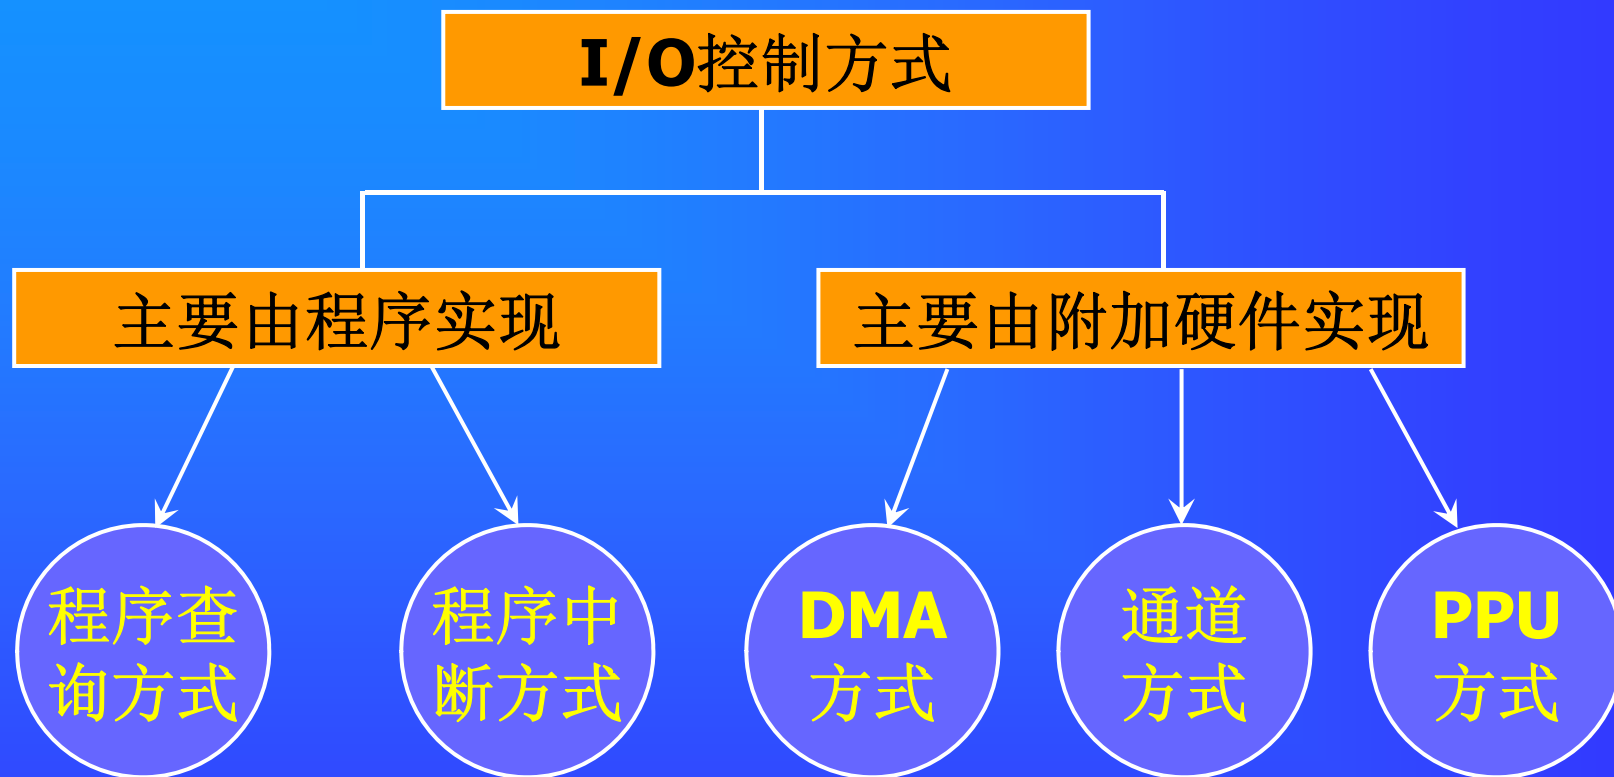 I/O控制方式
主要由程序实现
主要由附加硬件实现
程序查
询方式
程序中
断方式
DMA
方式
通道
方式
PPU
方式